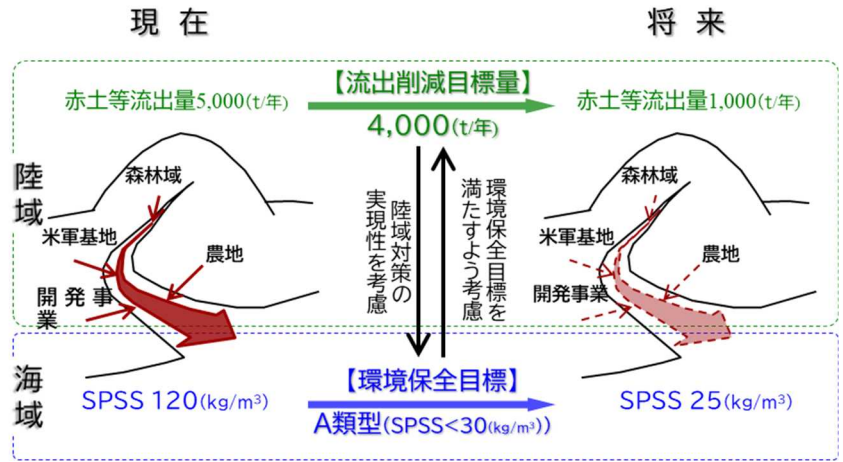 現 在
将 来
赤土等流出量5,000(t/年)
【流出削減目標量】
4,000(t/年)
赤土等流出量1,000(t/年)
陸域
森林域
米軍基地
農地
開 発 事
業
陸域対策の
実現性を考慮
環境保全目標を
満たすよう考慮
森林域
米軍基地
農地
開発事業
海域
SPSS 120(kg/m³)
【環境保全目標】
A類型(SPSS<30(kg/m³))
SPSS 25(kg/m³)